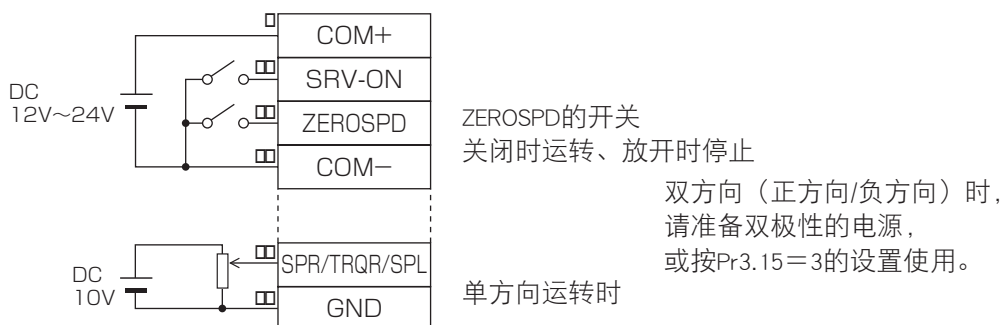 COM+
SRV-ON
ZEROSPD
COM−
DC
12V～24V
ZEROSPD的开关
关闭时运转、放开时停止
双方向（正方向/负方向）时，
请准备双极性的电源，
或按Pr3.15＝3的设置使用。
SPR/TRQR/SPL
GND
DC
10V
单方向运转时